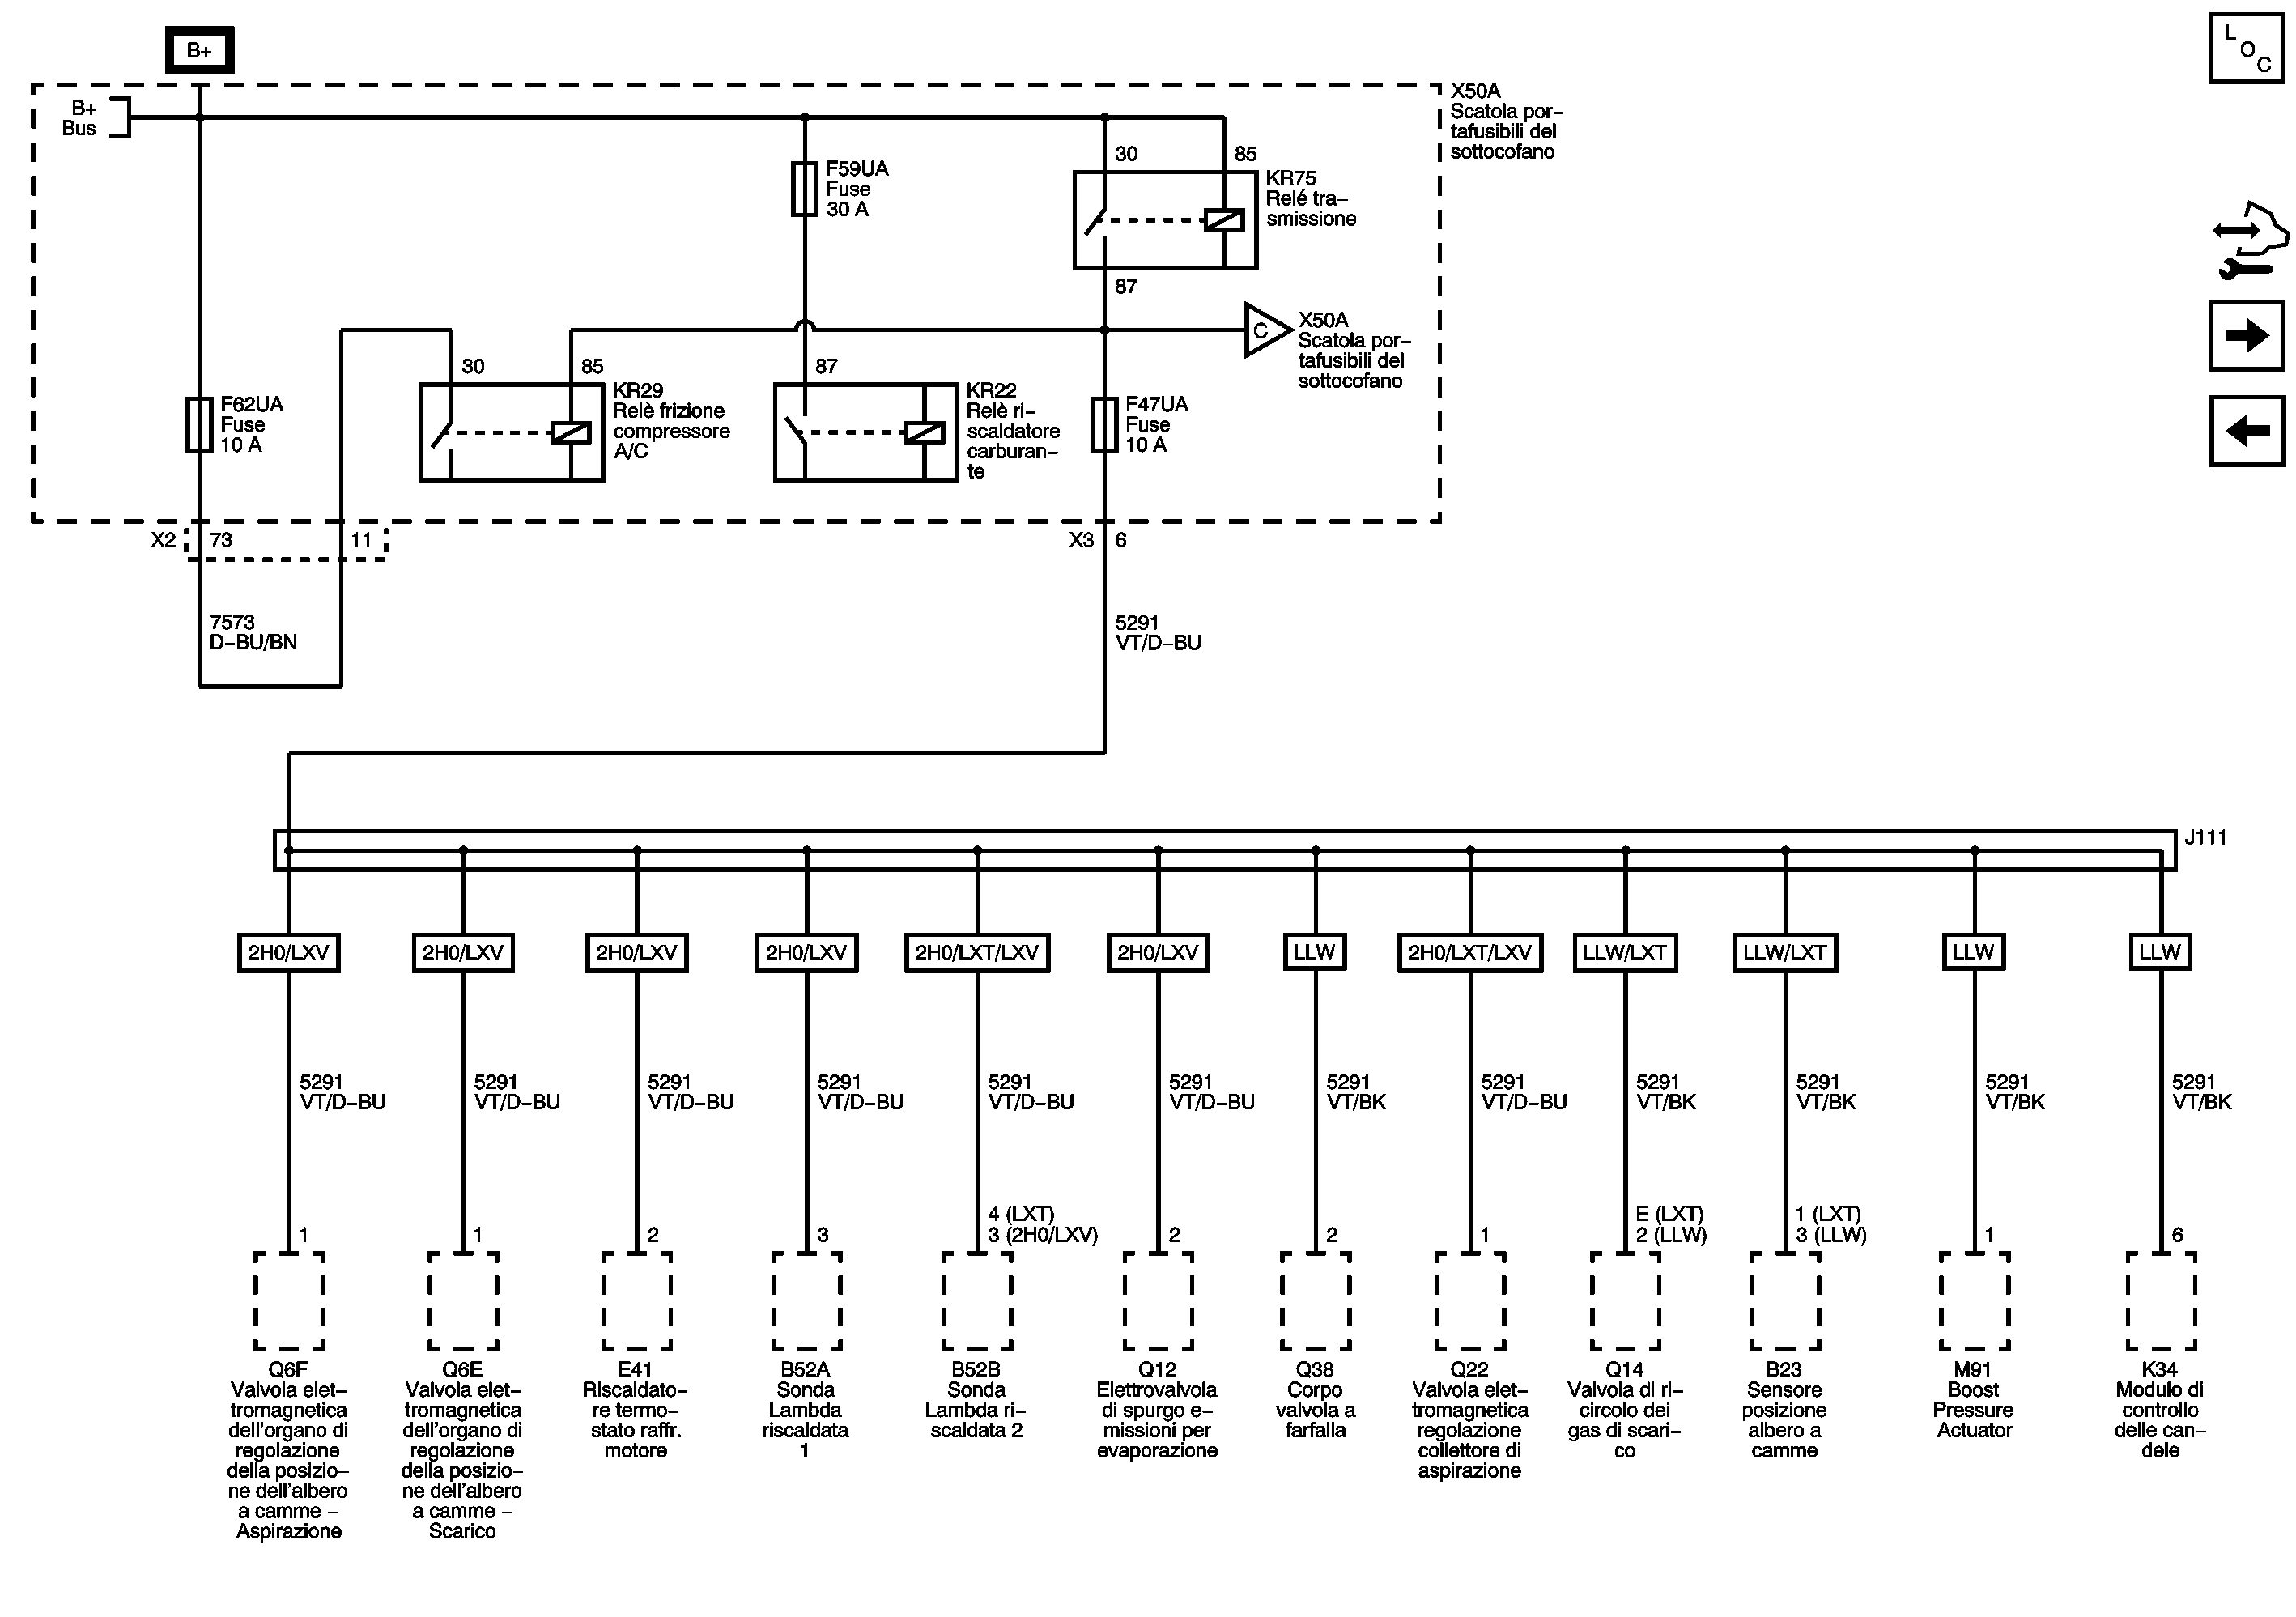 B+
L
O
C
B+
Bus
X50A
Scatola por–
tafusibili del
sottocofano
F59UA
Fuse
30 A
30
85
KR75
Relé tra–
smissione
87
C
X50A
Scatola por–
tafusibili del
sottocofano
F62UA
Fuse
10 A
30
85
KR29
Relè frizione
compressore
A/C
87
KR22
Relè ri–
scaldatore
carburan–
te
F47UA
Fuse
10 A
X2
73
11
X3
6
7573
D–BU/BN
5291
VT/D–BU
J111
2H0/LXV
2H0/LXV
2H0/LXV
2H0/LXV
2H0/LXT/LXV
2H0/LXV
LLW
2H0/LXT/LXV
LLW/LXT
LLW/LXT
LLW
LLW
5291
VT/D–BU
5291
VT/D–BU
5291
VT/D–BU
5291
VT/D–BU
5291
VT/D–BU
5291
VT/D–BU
5291
VT/BK
5291
VT/D–BU
5291
VT/BK
5291
VT/BK
5291
VT/BK
5291
VT/BK
1
1
2
3
4 (LXT)
3 (2H0/LXV)
2
2
1
E (LXT)
2 (LLW)
1 (LXT)
3 (LLW)
1
6
Q6F
Valvola elet–
tromagnetica
dell'organo di
regolazione
della posizio–
ne dell'albero
a camme –
Aspirazione
Q6E
Valvola elet–
tromagnetica
dell'organo di
regolazione
della posizio–
ne dell'albero
a camme –
Scarico
E41
Riscaldato–
re termo–
stato raffr.
motore
B52A
Sonda
Lambda
riscaldata
1
B52B
Sonda
Lambda ri–
scaldata 2
Q12
Elettrovalvola
di spurgo e–
missioni per
evaporazione
Q38
Corpo
valvola a
farfalla
Q22
Valvola elet–
tromagnetica
regolazione
collettore di
aspirazione
Q14
Valvola di ri–
circolo dei
gas di scari–
co
B23
Sensore
posizione
albero a
camme
M91
Boost
Pressure
Actuator
K34
Modulo di
controllo
delle can–
dele